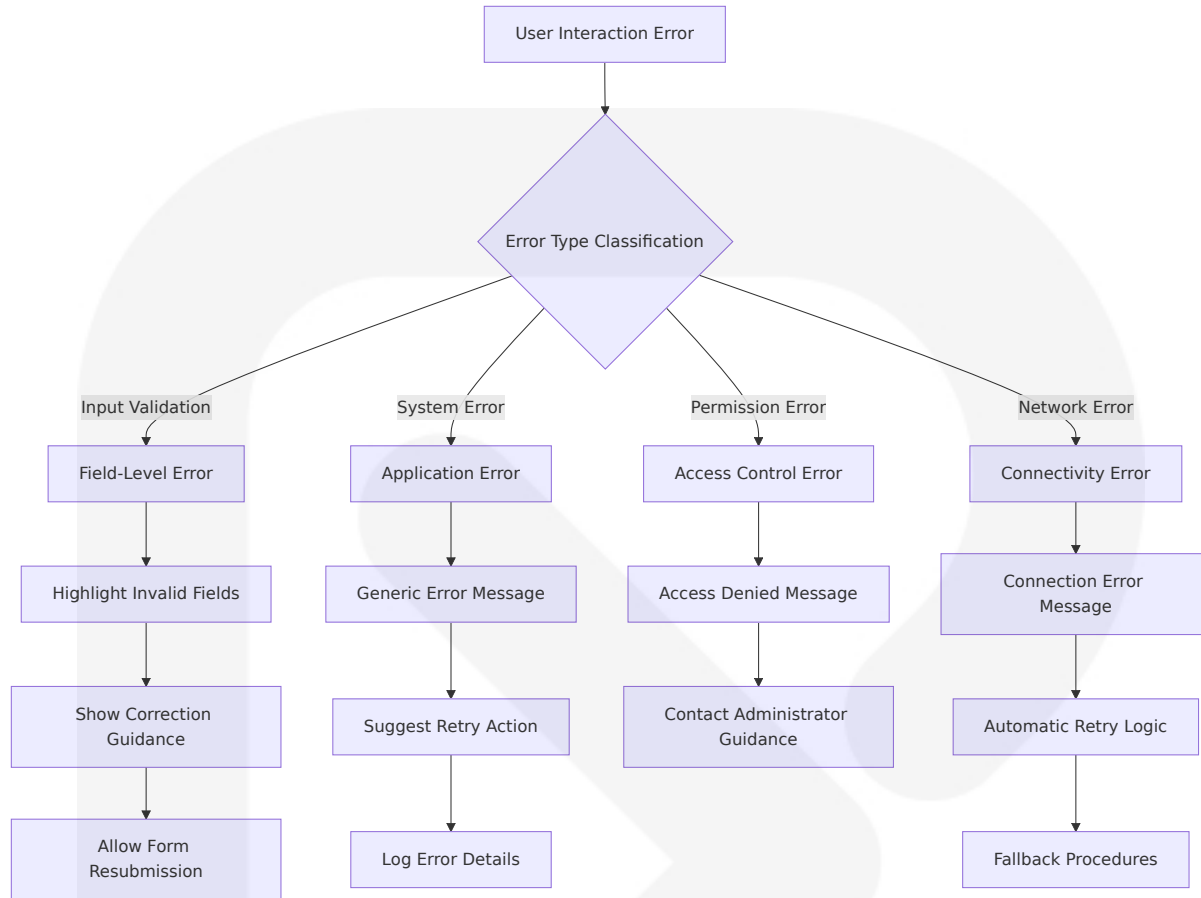 User Interaction Error
Error Type Classification
Input Validation
System Error
Permission Error
Network Error
Field-Level Error
Application Error
Access Control Error
Connectivity Error
Highlight Invalid Fields
Generic Error Message
Access Denied Message
Connection Error
Message
Show Correction
Guidance
Suggest Retry Action
Contact Administrator
Guidance
Automatic Retry Logic
Allow Form
Resubmission
Log Error Details
Fallback Procedures